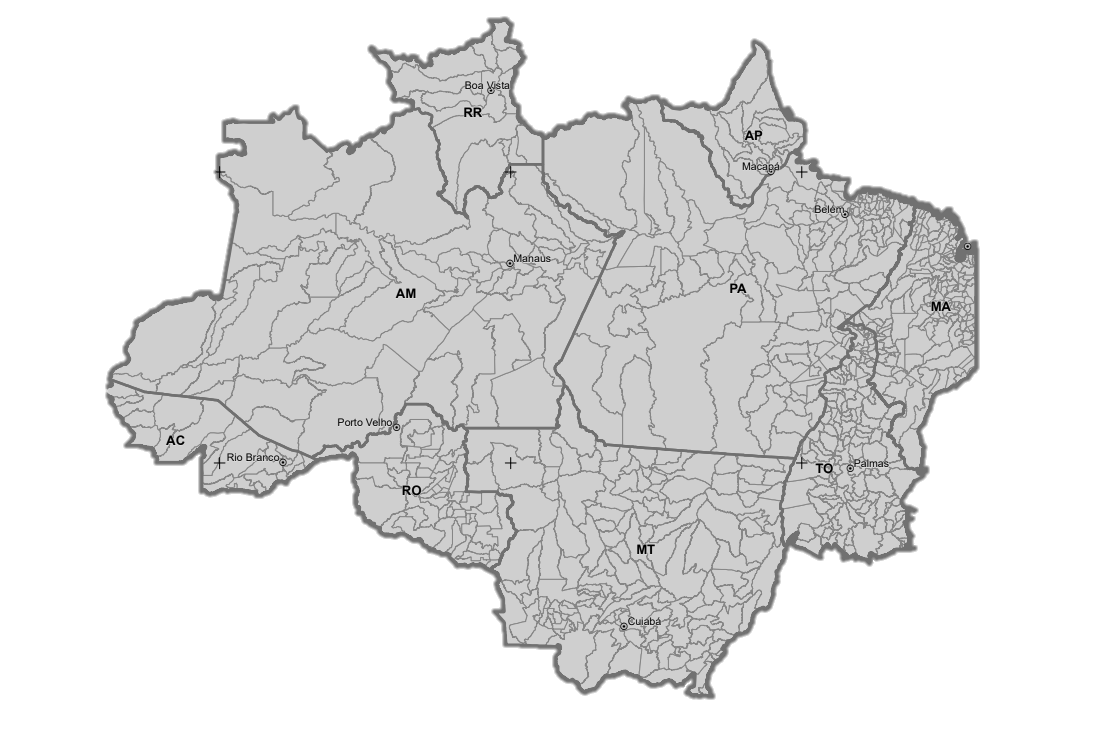 Boa Vista
RR
AP
Macapá
Belém
Manaus
PA
AM
MA
Porto Velho
AC
Rio Branco
TO
Palmas
RO
MT
Cuiabá